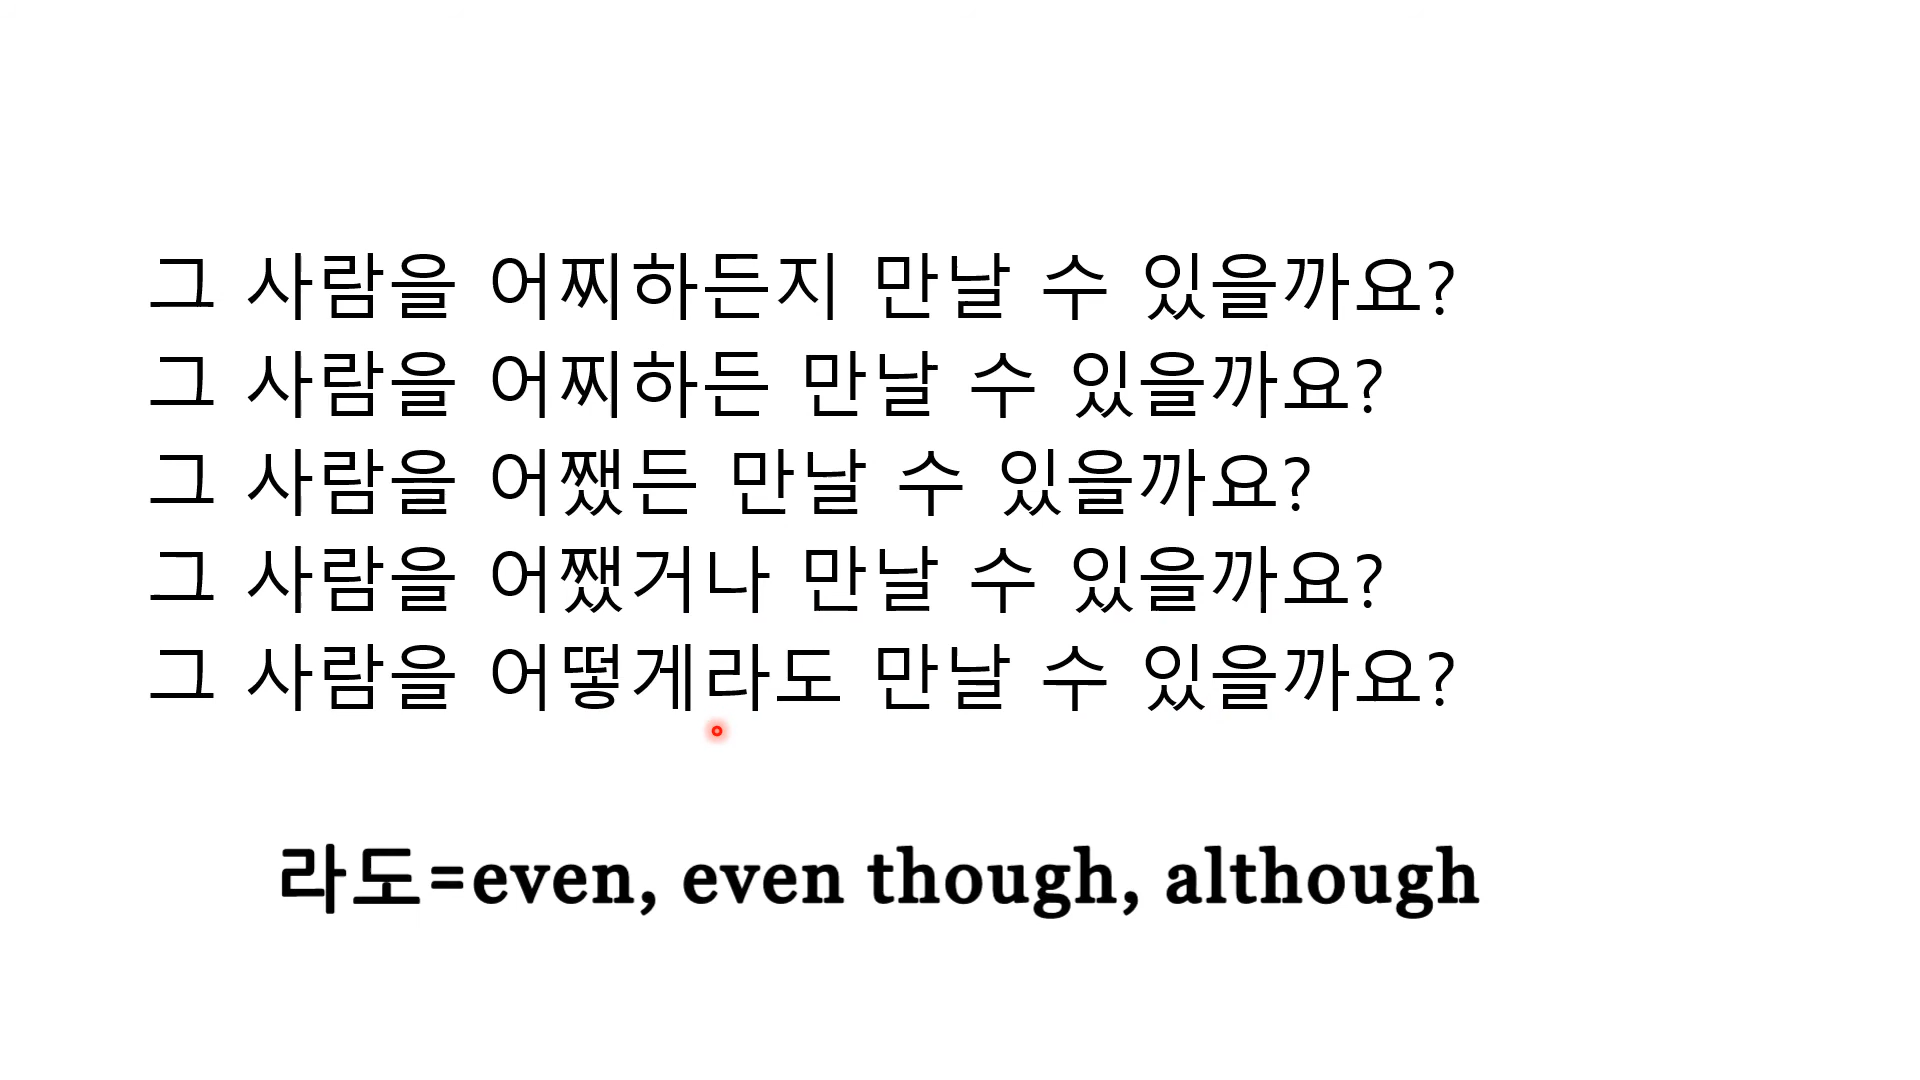 그 사람을 어찌하든지 만날 수 있을까요?
그 사람을 어찌하든 만날 수 있을까요?
그 사람을 어쨌든 만날 수 있을까요?
그 사람을 어쨌거나 만날 수 있을까요?
그 사람을 어떻게라도 만날 수 있을까요?
라도=even, even though, although